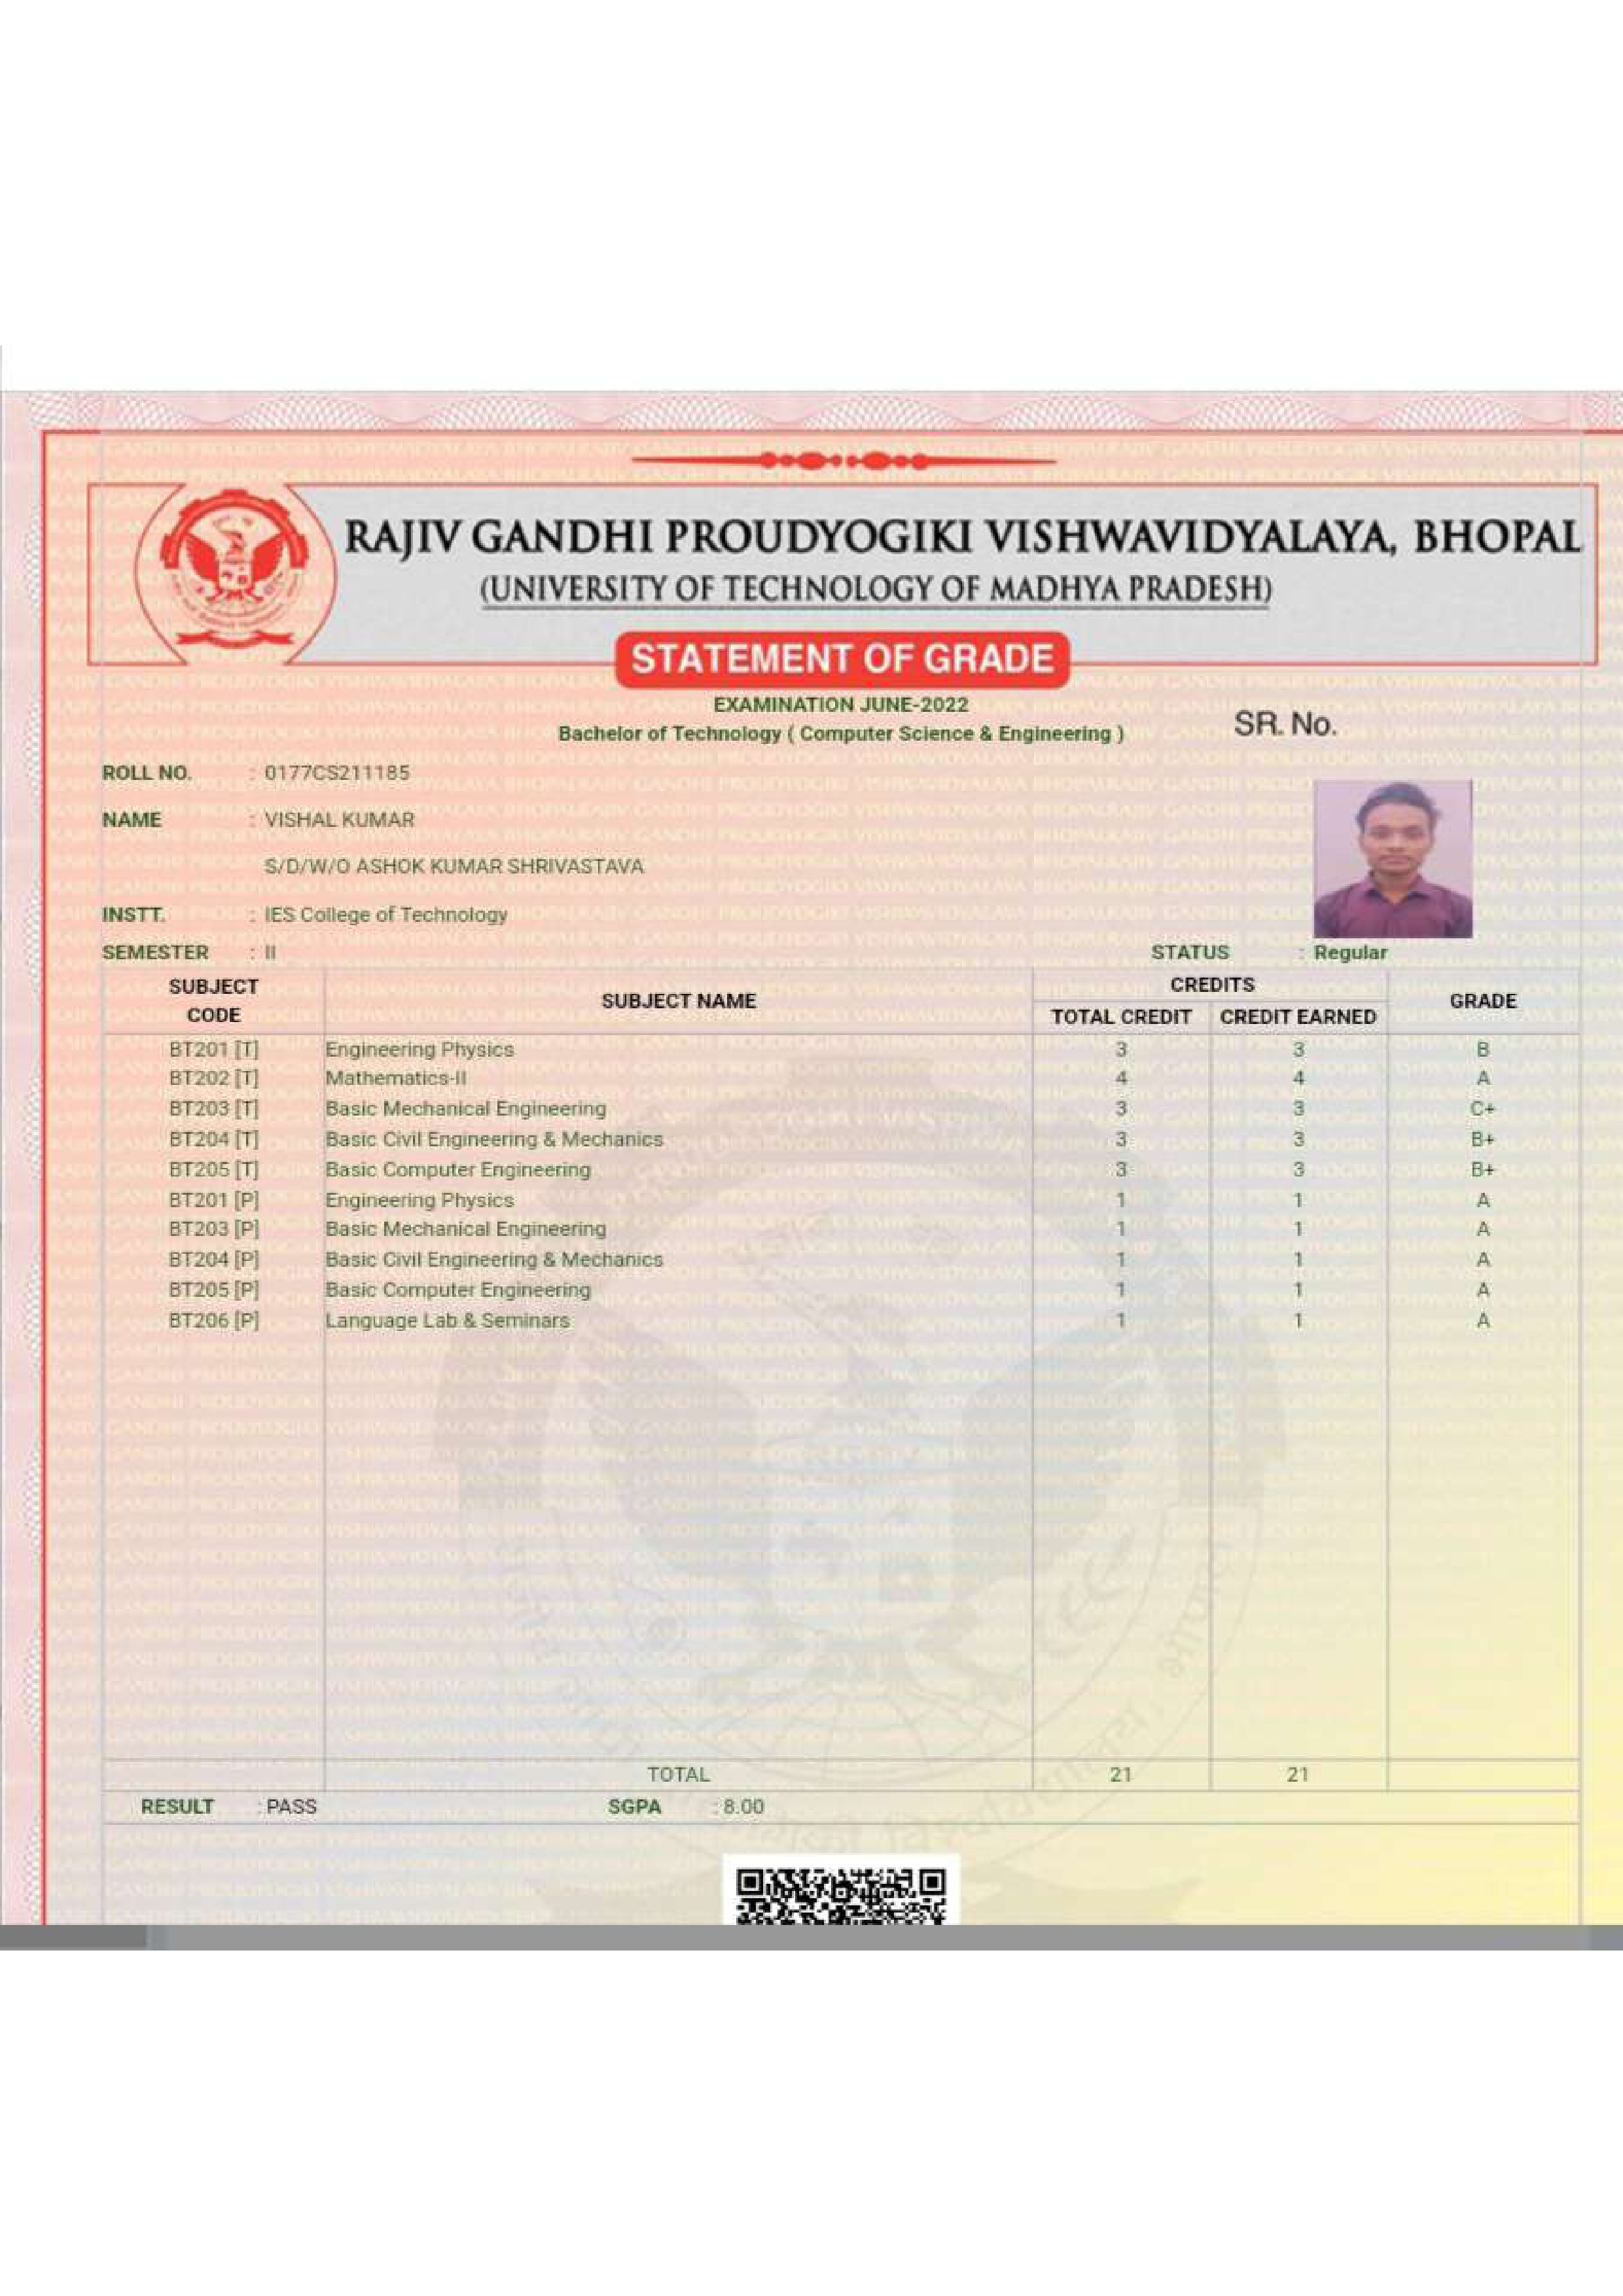 RAJIV GANDHI PROUDYOGIKI VISHWAVIDYALAYA, BHOPAL
(UNIVERSITY OF TECHNOLOGY OF MADHYA PRADESH)
STATEMENT OF GRADE
EXAMINATION JUNE-2022
Bachelor of Technology ( Computer Science & Engineering )
SR. No.
ROLL NO. : 0177CS211185
NAME : VISHAL KUMAR
S/D/W/O ASHOK KUMAR SHRIVASTAVA
INSTT. : IES College of Technology
SEMESTER : II STATUS : Regular
SUBJECT CODE SUBJECT NAME CREDITS GRADE
TOTAL CREDIT CREDIT EARNED
BT201 [T] Engineering Physics 3 3 B
BT202 [T] Mathematics-II 4 4 A
BT203 [T] Basic Mechanical Engineering 3 3 C+
BT204 [T] Basic Civil Engineering & Mechanics 3 3 B+
BT205 [T] Basic Computer Engineering 3 3 B+
BT201 [P] Engineering Physics 1 1 A
BT203 [P] Basic Mechanical Engineering 1 1 A
BT204 [P] Basic Civil Engineering & Mechanics 1 1 A
BT205 [P] Basic Computer Engineering 1 1 A
BT206 [P] Language Lab & Seminars 1 1 A
TOTAL 21 21
RESULT : PASS SGPA : 8.00